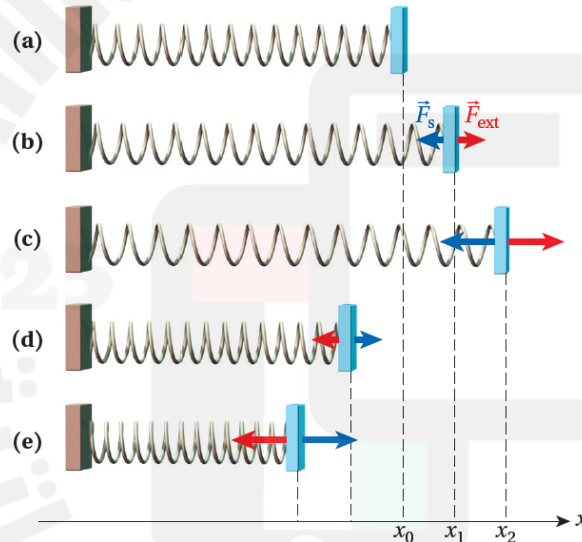 (a)
(b)
F⃗s F⃗ext
(c)
(d)
(e)
x
x₀ x₁ x₂